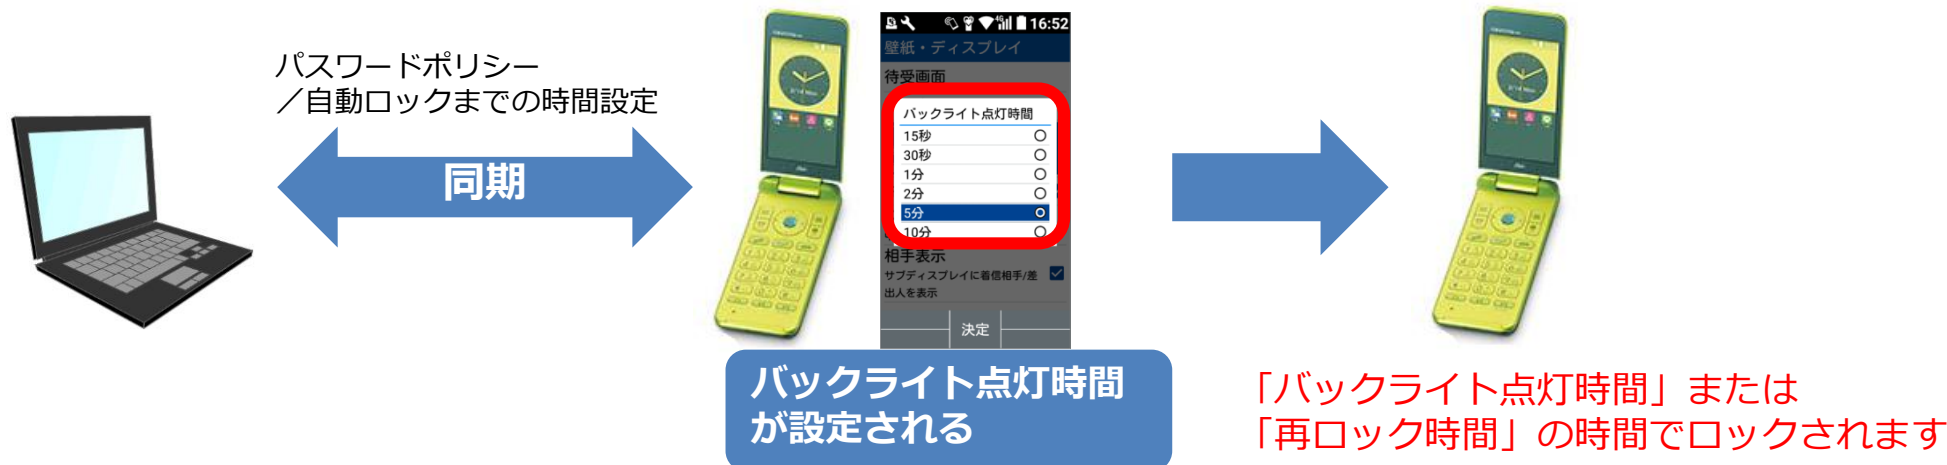 パスワードポリシー
／自動ロックまでの時間設定
同期
16:52
壁紙・ディスプレイ
待受画面
バックライト点灯時間
15秒
30秒
1分
2分
5分
10分
相手表示
サブディスプレイに着信相手/差
出人を表示
決定
バックライト点灯時間
が設定される
「バックライト点灯時間」または
「再ロック時間」の時間でロックされます